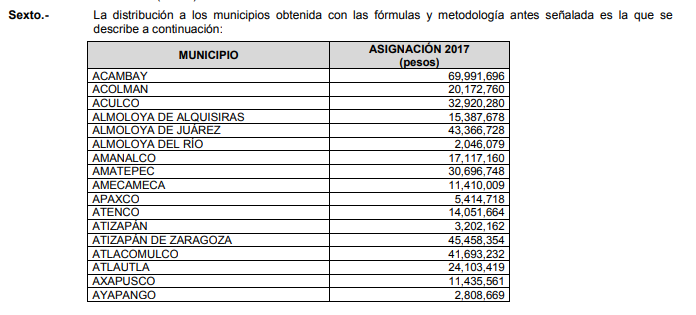 Sexto.- La distribución a los municipios obtenida con las fórmulas y metodología antes señalada es la que se
describe a continuación:
MUNICIPIO ASIGNACIÓN 2017
(pesos)
ACAMBAY 69,991,696
ACOLMAN 20,172,760
ACULCO 32,920,280
ALMOLOYA DE ALQUISIRAS 15,387,678
ALMOLOYA DE JUÁREZ 43,366,728
ALMOLOYA DEL RÍO 2,046,079
AMANALCO 17,117,160
AMATEPEC 30,696,748
AMECAMECA 11,410,009
APAXCO 5,414,718
ATENCO 14,051,664
ATIZAPÁN 3,202,162
ATIZAPÁN DE ZARAGOZA 45,458,354
ATLACOMULCO 41,693,232
ATLAUTLA 24,103,419
AXAPUSCO 11,435,561
AYAPANGO 2,808,669